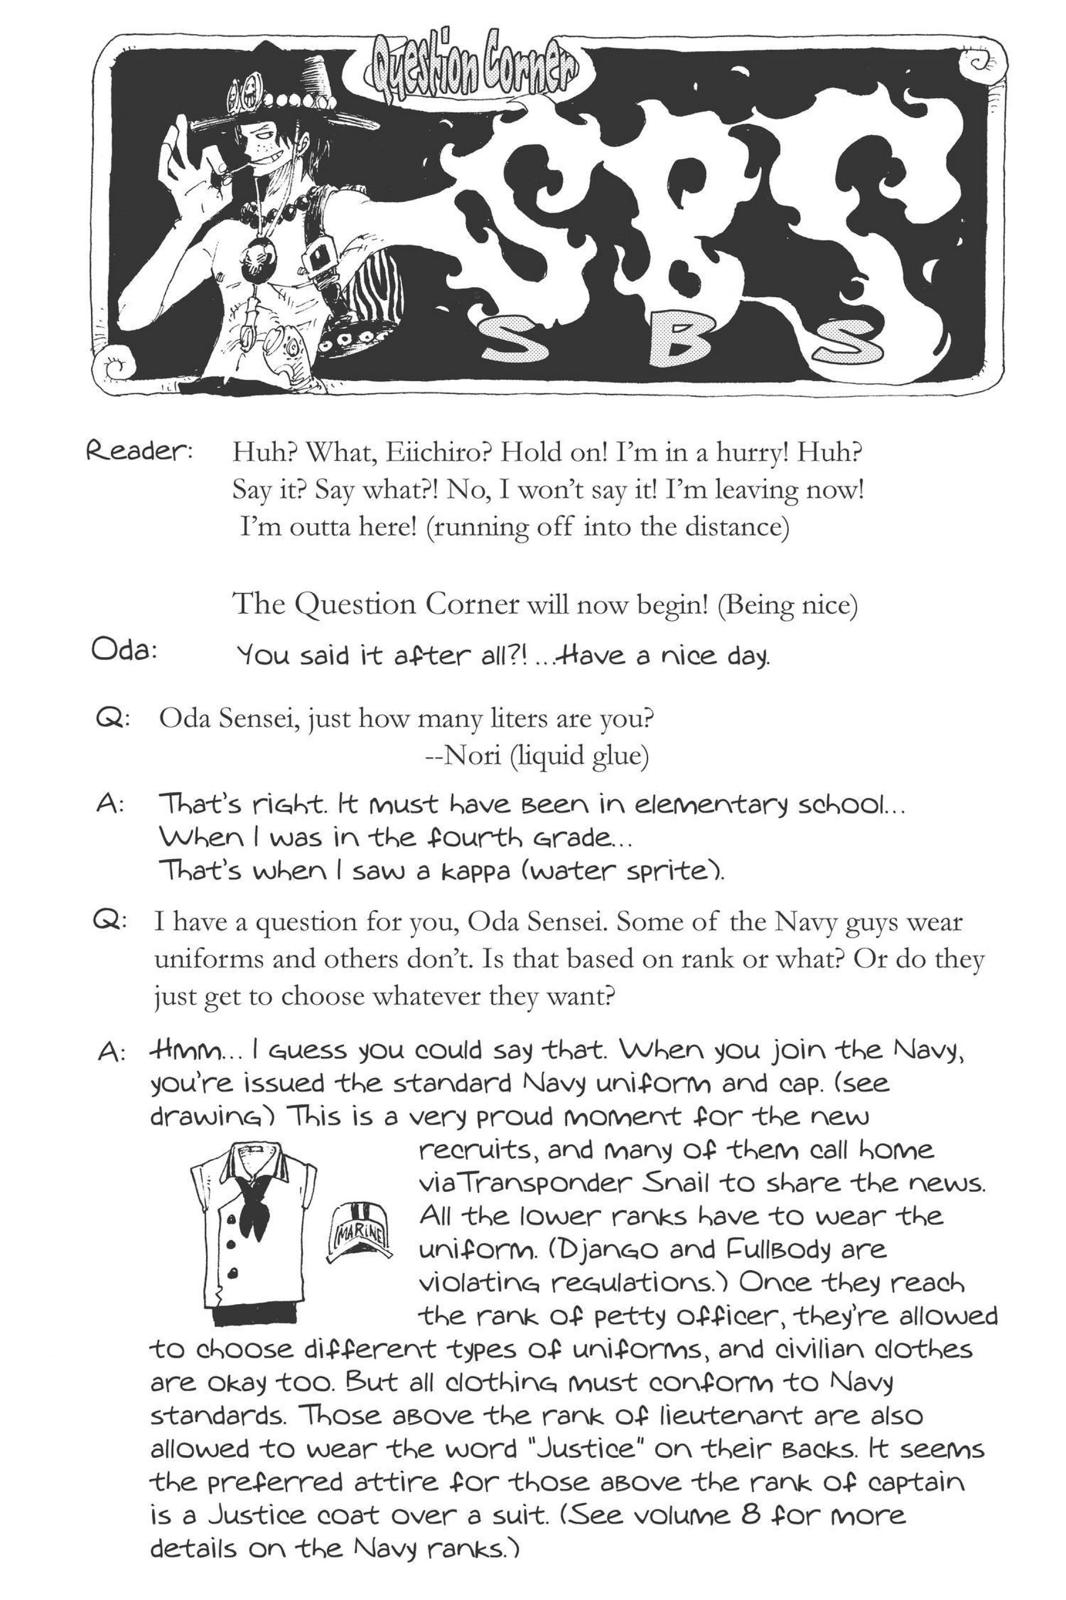 Question Corner
SBS
S B S
Reader: Huh? What, Eiichiro? Hold on! I'm in a hurry! Huh?
Say it? Say what?! No, I won't say it! I'm leaving now!
I'm outta here! (running off into the distance)
The Question Corner will now begin! (Being nice)
Oda: You said it after all?! ...Have a nice day.
Q: Oda Sensei, just how many liters are you?
--Nori (liquid glue)
A: That's right. It must have been in elementary school...
When I was in the fourth grade...
That's when I saw a kappa (water sprite).
Q: I have a question for you, Oda Sensei. Some of the Navy guys wear
uniforms and others don't. Is that based on rank or what? Or do they
just get to choose whatever they want?
A: Hmm... I guess you could say that. When you join the Navy,
you're issued the standard Navy uniform and cap. (see
drawing) This is a very proud moment for the new
recruits, and many of them call home
viaTransponder Snail to share the news.
All the lower ranks have to wear the
uniform. (Django and Fullbody are
violating regulations.) Once they reach
the rank of petty officer, they're allowed
MARINE
to choose different types of uniforms, and civilian clothes
are okay too. But all clothing must conform to Navy
standards. Those above the rank of lieutenant are also
allowed to wear the word "Justice" on their backs. It seems
the preferred attire for those above the rank of captain
is a Justice coat over a suit. (See volume 8 for more
details on the Navy ranks.)